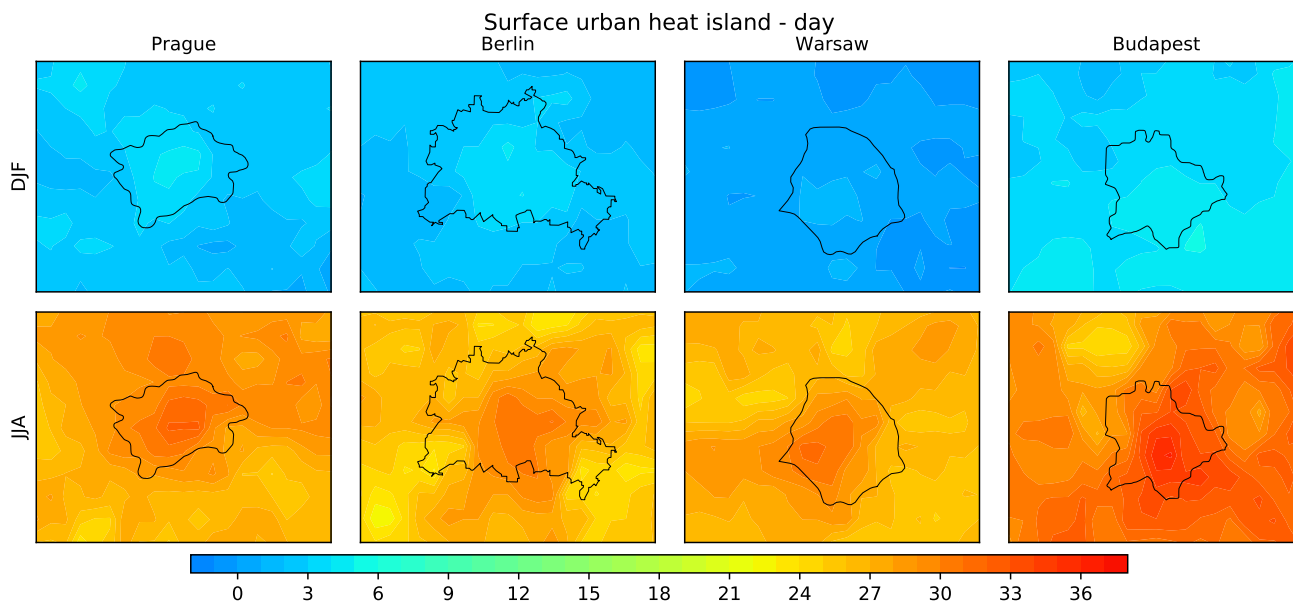 Surface urban heat island - day
Prague Berlin Warsaw Budapest
DJF
JJA
0 3 6 9 12 15 18 21 24 27 30 33 36